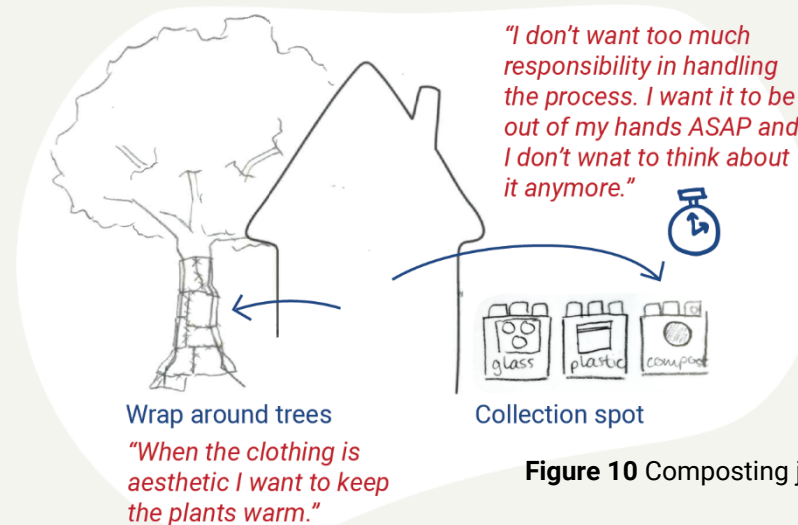 “I don’t want too much
responsibility in handling
the process. I want it to be
out of my hands ASAP and
I don’t wnat to think about
it anymore.”
glass
plastic
compost
Wrap around trees
Collection spot
“When the clothing is
aesthetic I want to keep
the plants warm.”
Figure 10 Composting j